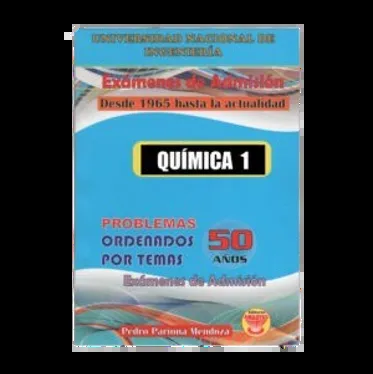 UNIVERSIDAD NACIONAL DE
INGENIERÍA
Exámenes de Admisión
Desde 1965 hasta la actualidad
QUÍMICA 1
PROBLEMAS
ORDENADOS
POR TEMAS
50
AÑOS
Exámenes de Admisión
Pedro Pariona Mendoza